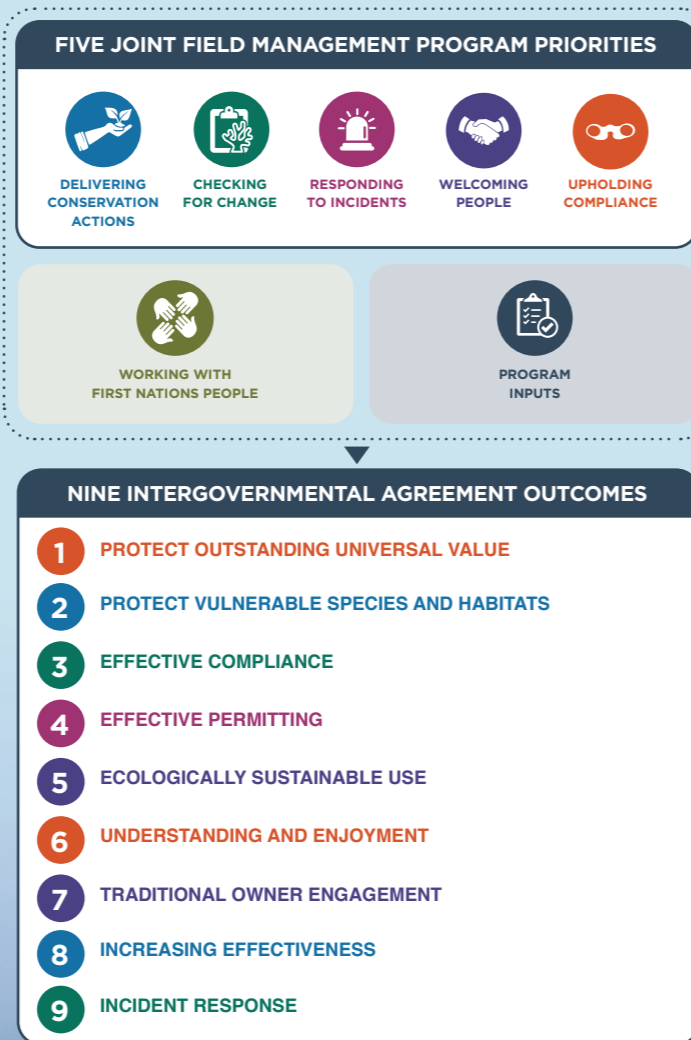 FIVE JOINT FIELD MANAGEMENT PROGRAM PRIORITIES
DELIVERING
CONSERVATION
ACTIONS
CHECKING
FOR CHANGE
RESPONDING
TO INCIDENTS
WELCOMING
PEOPLE
UPHOLDING
COMPLIANCE
WORKING WITH
FIRST NATIONS PEOPLE
PROGRAM
INPUTS
NINE INTERGOVERNMENTAL AGREEMENT OUTCOMES
1 PROTECT OUTSTANDING UNIVERSAL VALUE
2 PROTECT VULNERABLE SPECIES AND HABITATS
3 EFFECTIVE COMPLIANCE
4 EFFECTIVE PERMITTING
5 ECOLOGICALLY SUSTAINABLE USE
6 UNDERSTANDING AND ENJOYMENT
7 TRADITIONAL OWNER ENGAGEMENT
8 INCREASING EFFECTIVENESS
9 INCIDENT RESPONSE